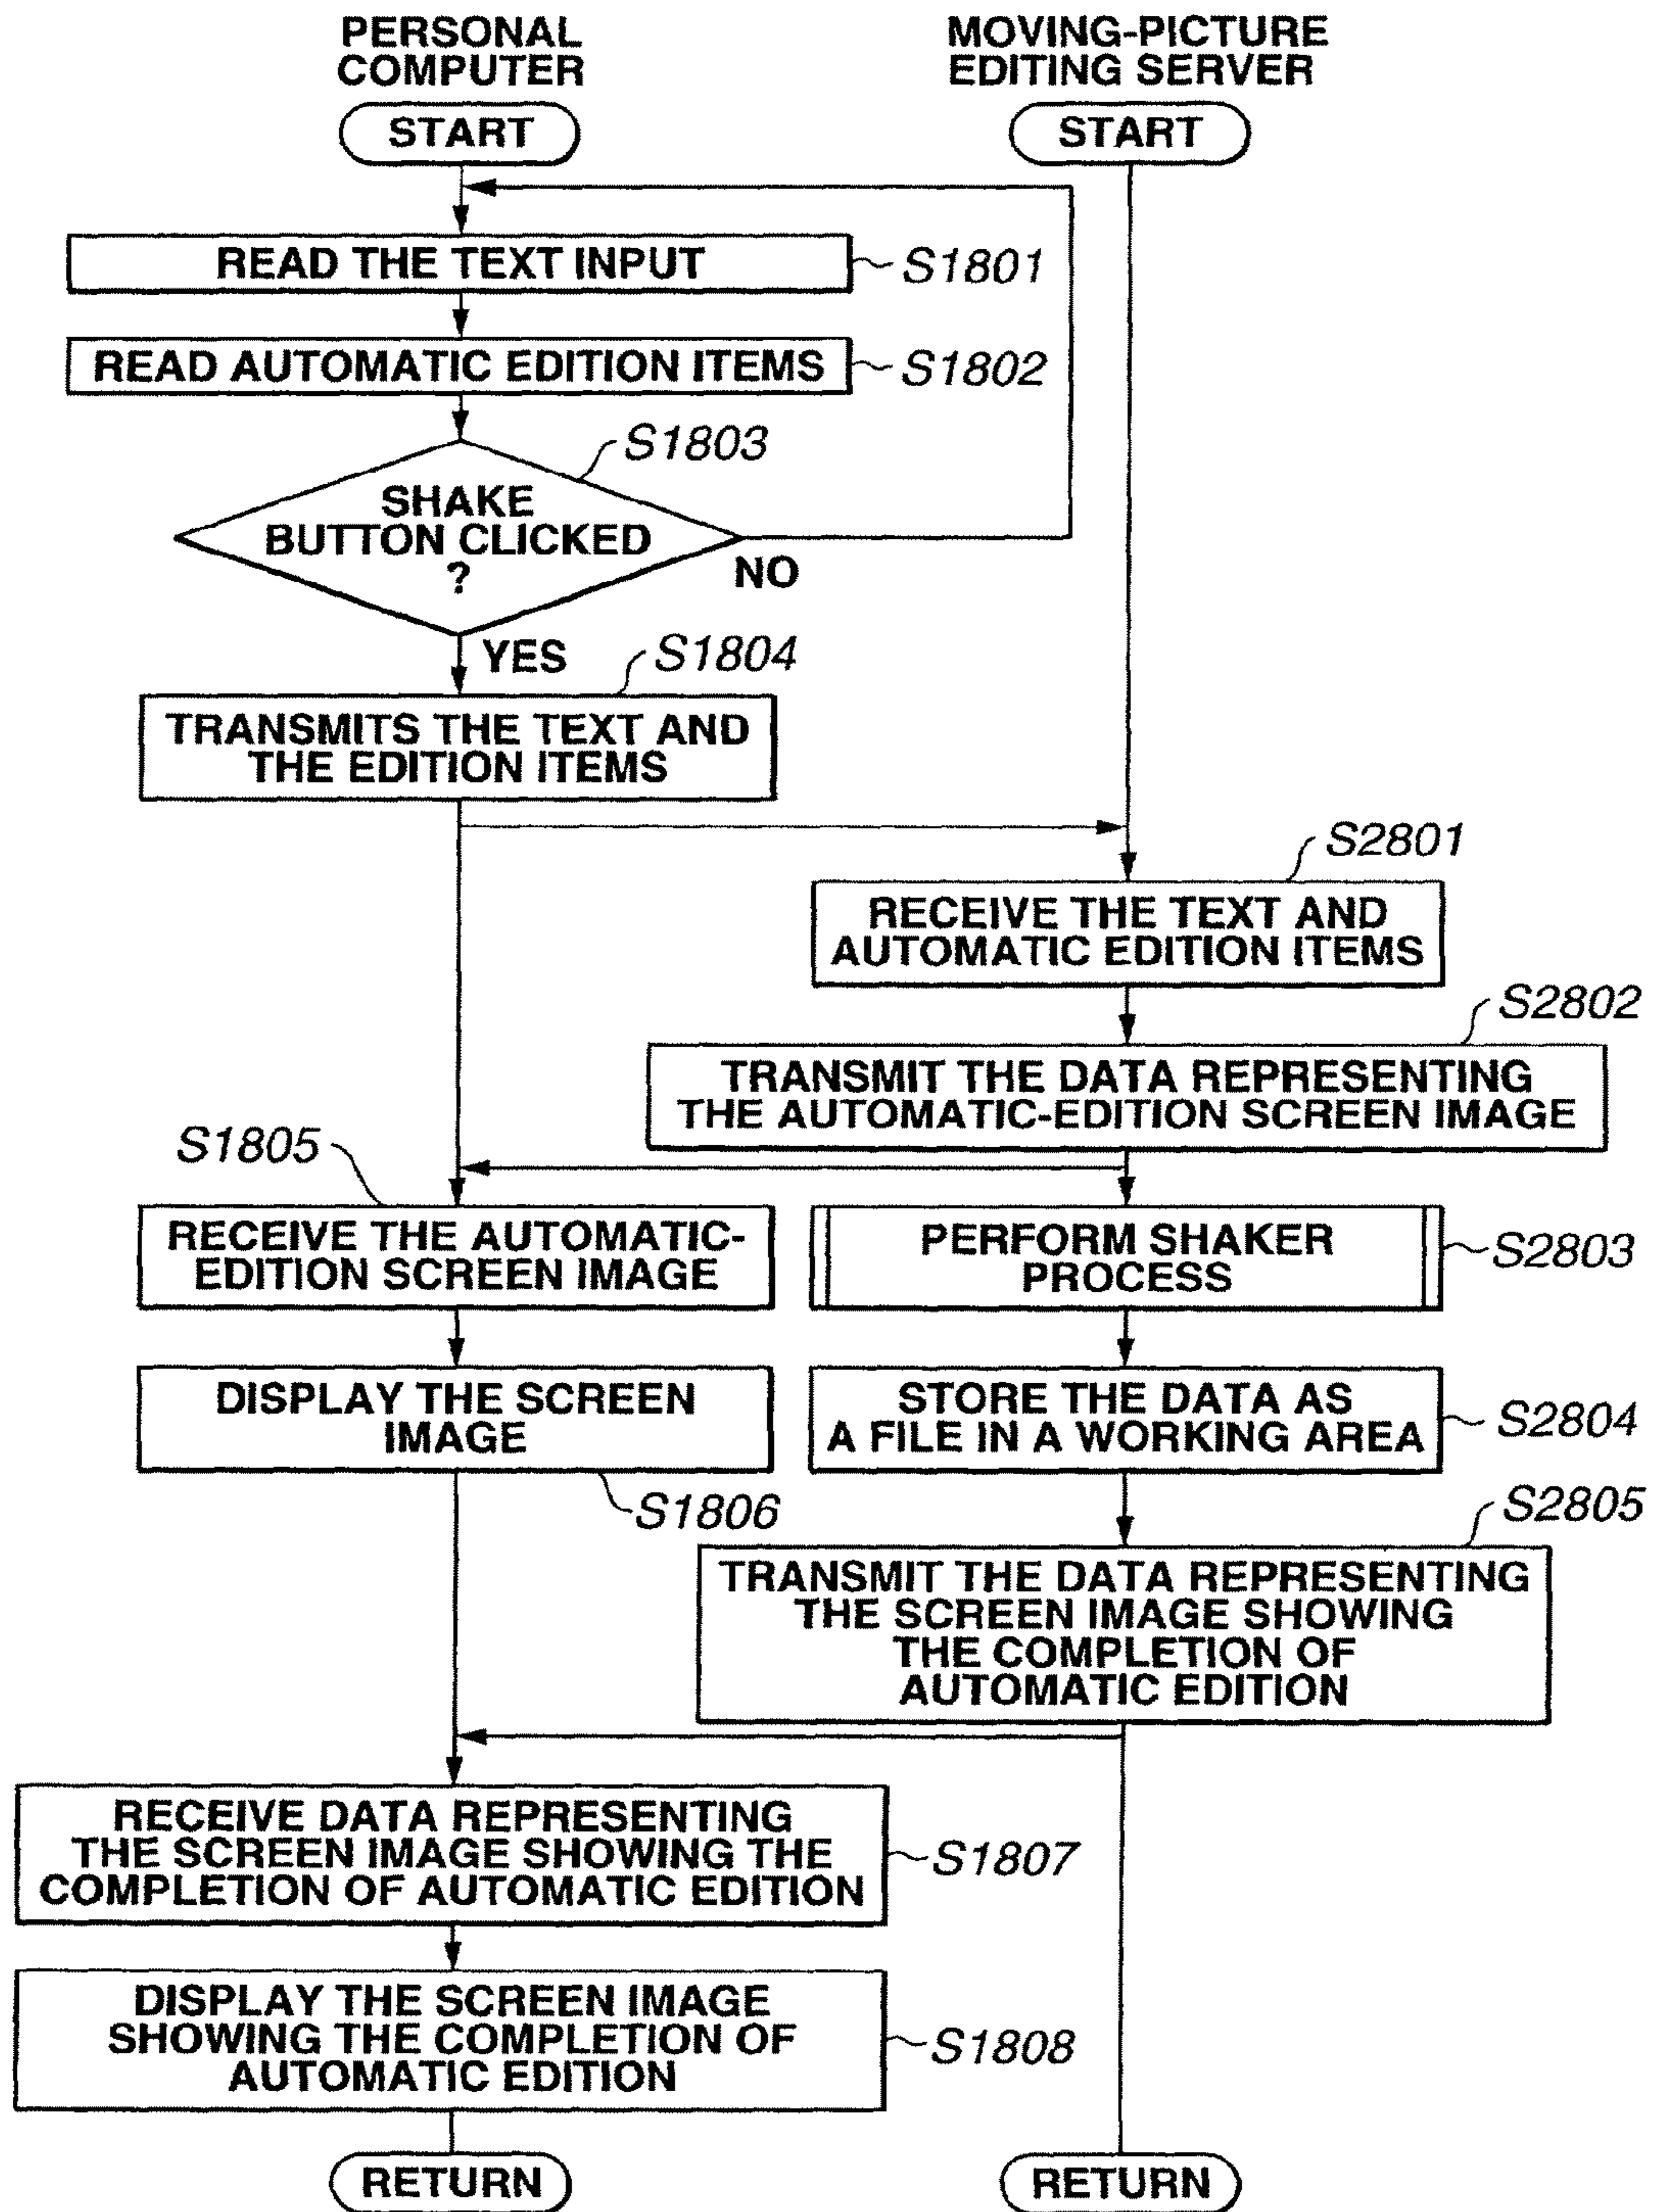 PERSONAL
COMPUTER
MOVING-PICTURE
EDITING SERVER
START
START
READ THE TEXT INPUT
S1801
READ AUTOMATIC EDITION ITEMS
S1802
S1803
SHAKE
BUTTON CLICKED
?
NO
YES
S1804
TRANSMITS THE TEXT AND
THE EDITION ITEMS
S2801
RECEIVE THE TEXT AND
AUTOMATIC EDITION ITEMS
S2802
TRANSMIT THE DATA REPRESENTING
THE AUTOMATIC-EDITION SCREEN IMAGE
S1805
RECEIVE THE AUTOMATIC-
EDITION SCREEN IMAGE
PERFORM SHAKER
PROCESS
S2803
DISPLAY THE SCREEN
IMAGE
S1806
STORE THE DATA AS
A FILE IN A WORKING AREA
S2804
S2805
TRANSMIT THE DATA REPRESENTING
THE SCREEN IMAGE SHOWING
THE COMPLETION OF
AUTOMATIC EDITION
RECEIVE DATA REPRESENTING
THE SCREEN IMAGE SHOWING THE
COMPLETION OF AUTOMATIC EDITION
S1807
DISPLAY THE SCREEN IMAGE
SHOWING THE COMPLETION OF
AUTOMATIC EDITION
S1808
RETURN
RETURN